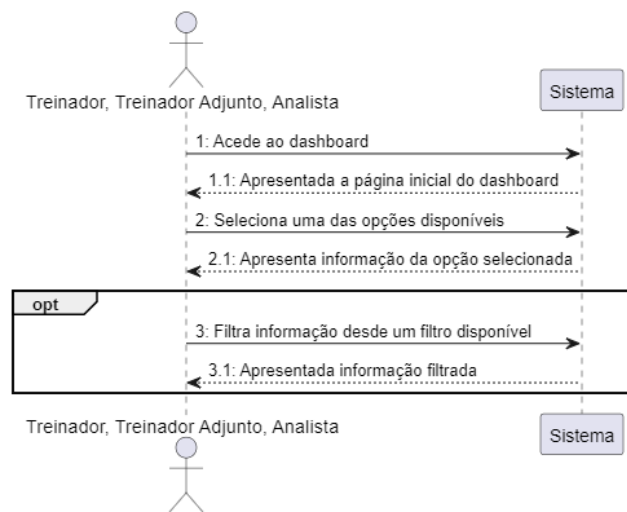 Treinador, Treinador Adjunto, Analista
Sistema
1: Acede ao dashboard
1.1: Apresentada a página inicial do dashboard
2: Seleciona uma das opções disponíveis
2.1: Apresenta informação da opção selecionada
opt
3: Filtra informação desde um filtro disponível
3.1: Apresentada informação filtrada
Treinador, Treinador Adjunto, Analista
Sistema